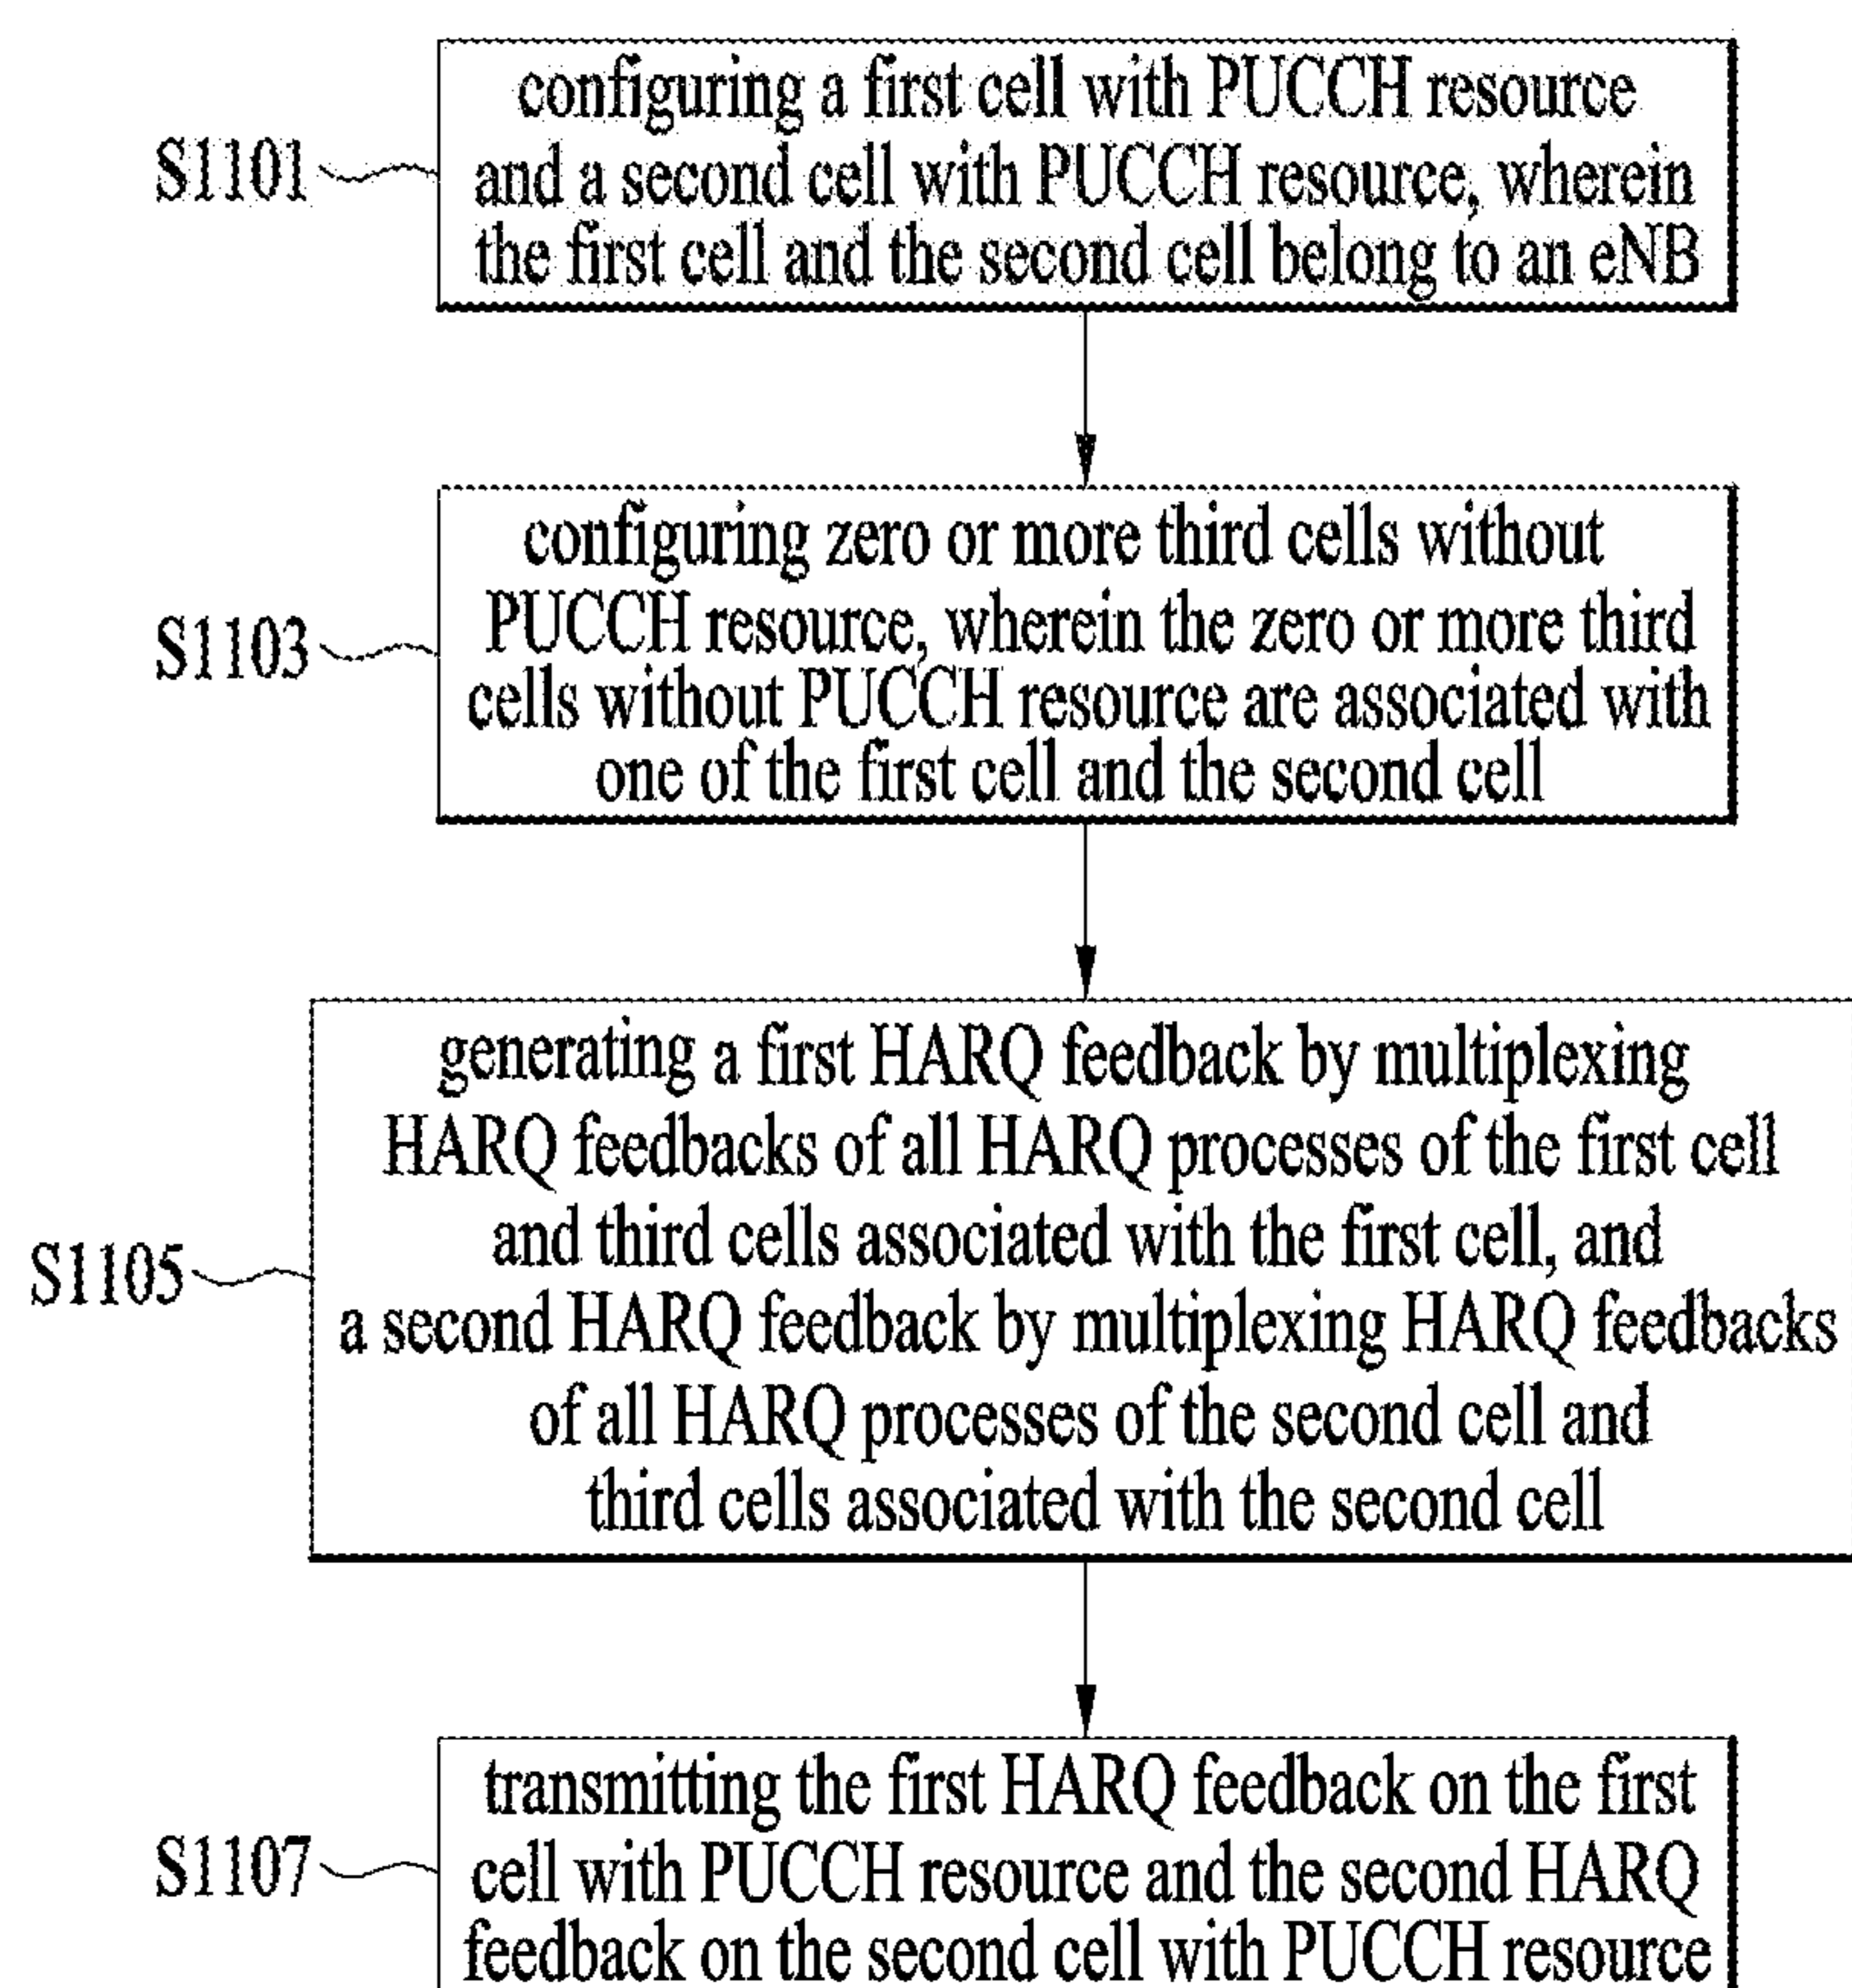 configuring a first cell with PUCCH resource
S1101
and a second cell with PUCCH resource, wherein
the first cell and the second cell belong to an eNB
configuring zero or more third cells without
S1103
PUCCH resource, wherein the zero or more third
cells without PUCCH resource are associated with
one of the first cell and the second cell
generating a first HARQ feedback by multiplexing
HARQ feedbacks of all HARQ processes of the first cell
and third cells associated with the first cell, and
S1105
a second HARQ feedback by multiplexing HARQ feedbacks
of all HARQ processes of the second cell and
third cells associated with the second cell
transmitting the first HARQ feedback on the first
S1107
cell with PUCCH resource and the second HARQ
feedback on the second cell with PUCCH resource